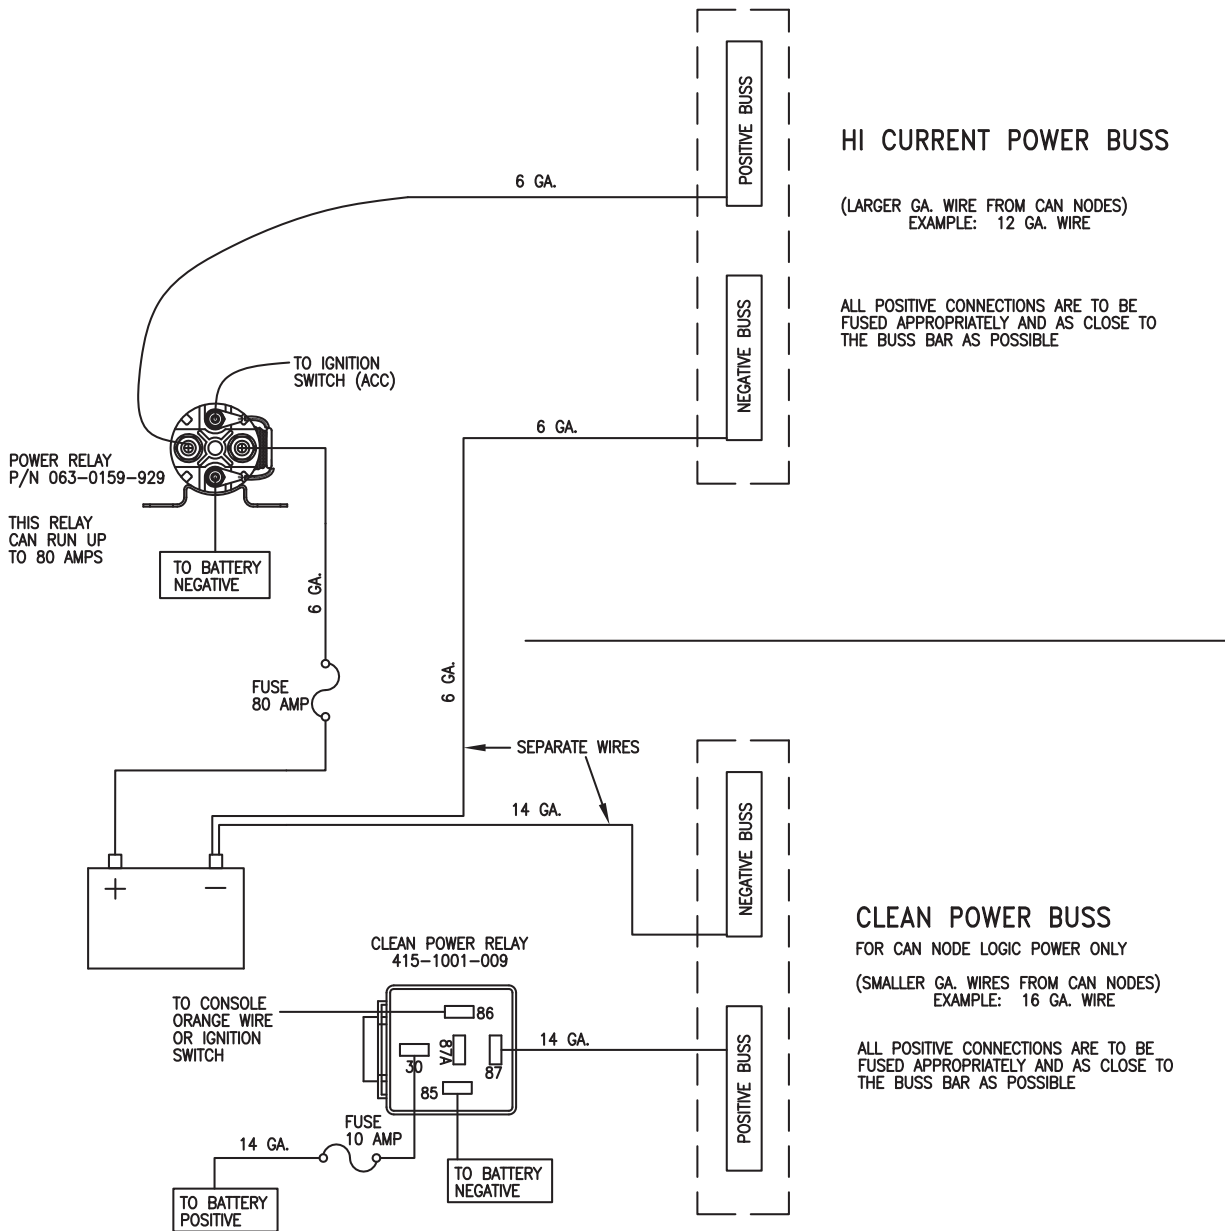 POSITIVE BUSS
HI CURRENT POWER BUSS
6 GA.
(LARGER GA. WIRE FROM CAN NODES)
EXAMPLE: 12 GA. WIRE
NEGATIVE BUSS
ALL POSITIVE CONNECTIONS ARE TO BE
FUSED APPROPRIATELY AND AS CLOSE TO
THE BUSS BAR AS POSSIBLE
TO IGNITION
SWITCH (ACC)
6 GA.
POWER RELAY
P/N 063-0159-929
THIS RELAY
CAN RUN UP
TO 80 AMPS
TO BATTERY
NEGATIVE
6 GA.
6 GA.
FUSE
80 AMP
SEPARATE WIRES
14 GA.
NEGATIVE BUSS
+
−
CLEAN POWER BUSS
FOR CAN NODE LOGIC POWER ONLY
(SMALLER GA. WIRES FROM CAN NODES)
EXAMPLE: 16 GA. WIRE
CLEAN POWER RELAY
415-1001-009
TO CONSOLE
ORANGE WIRE
OR IGNITION
SWITCH
86
87A
30
87
85
14 GA.
POSITIVE BUSS
ALL POSITIVE CONNECTIONS ARE TO BE
FUSED APPROPRIATELY AND AS CLOSE TO
THE BUSS BAR AS POSSIBLE
FUSE
10 AMP
14 GA.
TO BATTERY
NEGATIVE
TO BATTERY
POSITIVE